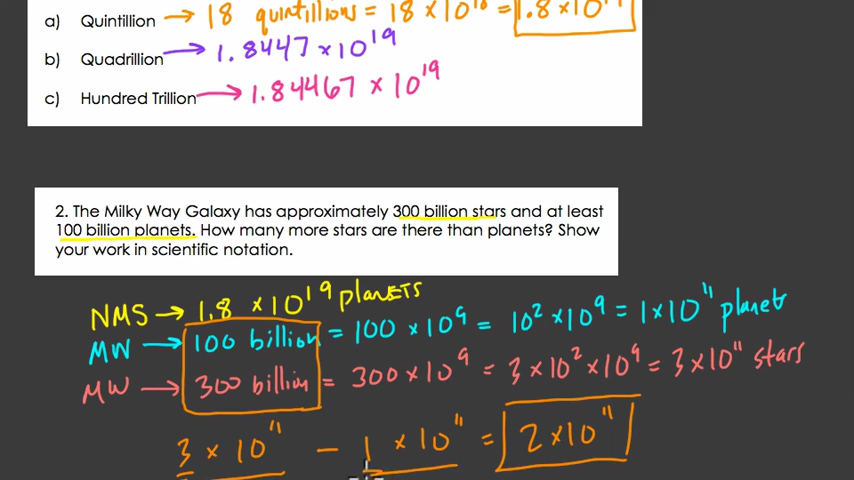 a) Quintillion → 18 quintillions = 18 × 10¹⁸ = 1.8 × 10¹⁹
b) Quadrillion → 1.8447 × 10¹⁹
c) Hundred Trillion → 1.84467 × 10¹⁹
2. The Milky Way Galaxy has approximately 300 billion stars and at least
100 billion planets. How many more stars are there than planets? Show
your work in scientific notation.
NMS → 1.8 × 10¹⁹ planets
MW → 100 billion = 100 × 10⁹ = 10² × 10⁹ = 1 × 10¹¹ planets
MW → 300 billion = 300 × 10⁹ = 3 × 10² × 10⁹ = 3 × 10¹¹ stars
3 × 10¹¹ − 1 × 10¹¹ = 2 × 10¹¹